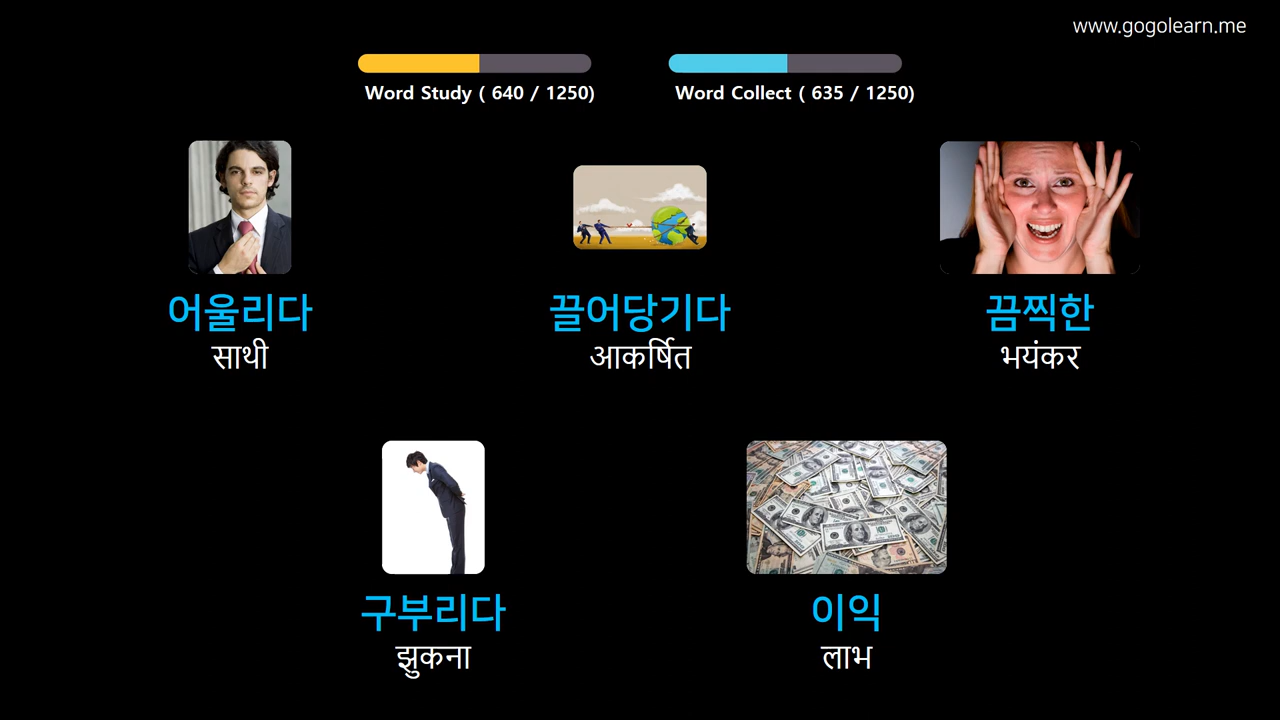 www.gogolearn.me
Word Study ( 640 / 1250)
Word Collect ( 635 / 1250)
어울리다
साथी
끌어당기다
आकर्षित
끔찍한
भयंकर
구부리다
झुकना
이익
लाभ